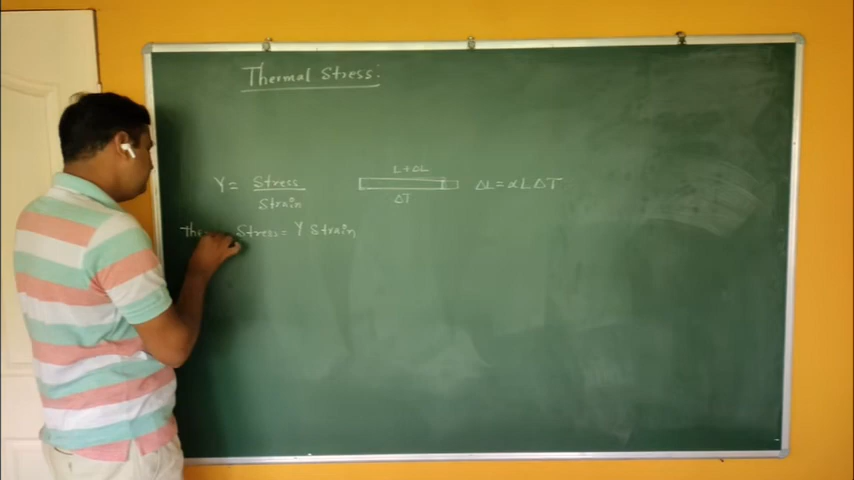 Thermal Stress:
L+ΔL
Y = Stress / Strain
ΔL = αLΔT
ΔT
Stress = Y Strain